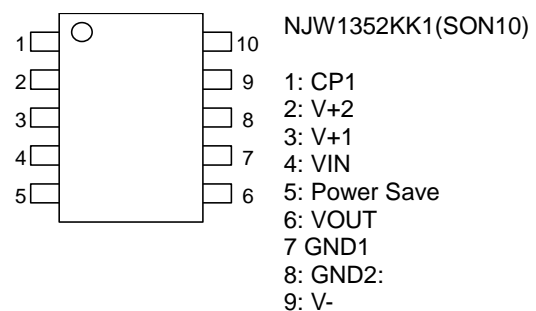 NJW1352KK1(SON10)
1 10
2 9
3 8
4 7
5 6
1: CP1
2: V+2
3: V+1
4: VIN
5: Power Save
6: VOUT
7 GND1
8: GND2:
9: V-